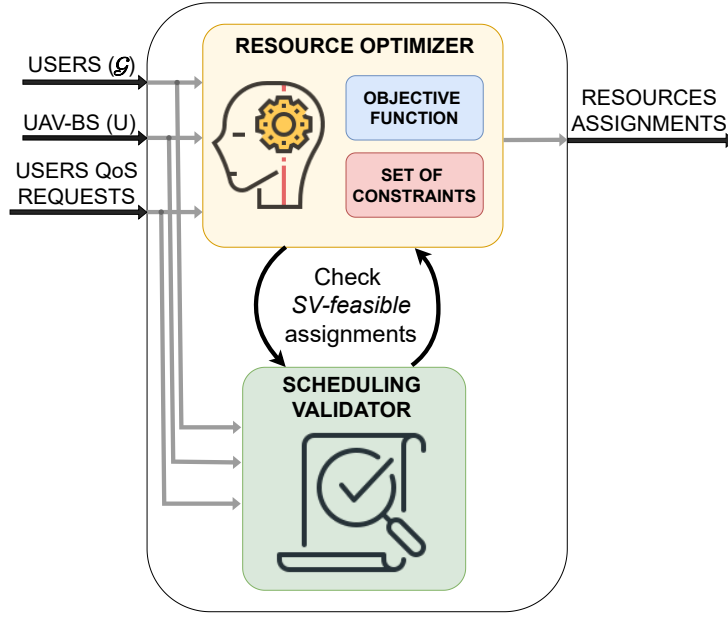 RESOURCE OPTIMIZER
USERS (𝓖)
UAV-BS (U)
USERS QoS
REQUESTS
OBJECTIVE
FUNCTION
SET OF
CONSTRAINTS
RESOURCES
ASSIGNMENTS
Check
SV-feasible
assignments
SCHEDULING
VALIDATOR